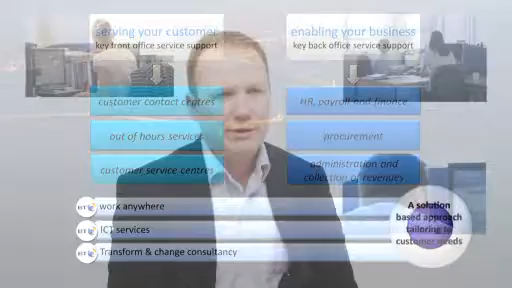 serving your customer
key front office service support
enabling your business
key back office service support
customer contact centres
HR, payroll and finance
out of hours services
procurement
customer service centres
administration and
collection of revenues
BT work anywhere
BT ICT services
BT Transform & change consultancy
A solution
based approach
tailoring to
customer needs